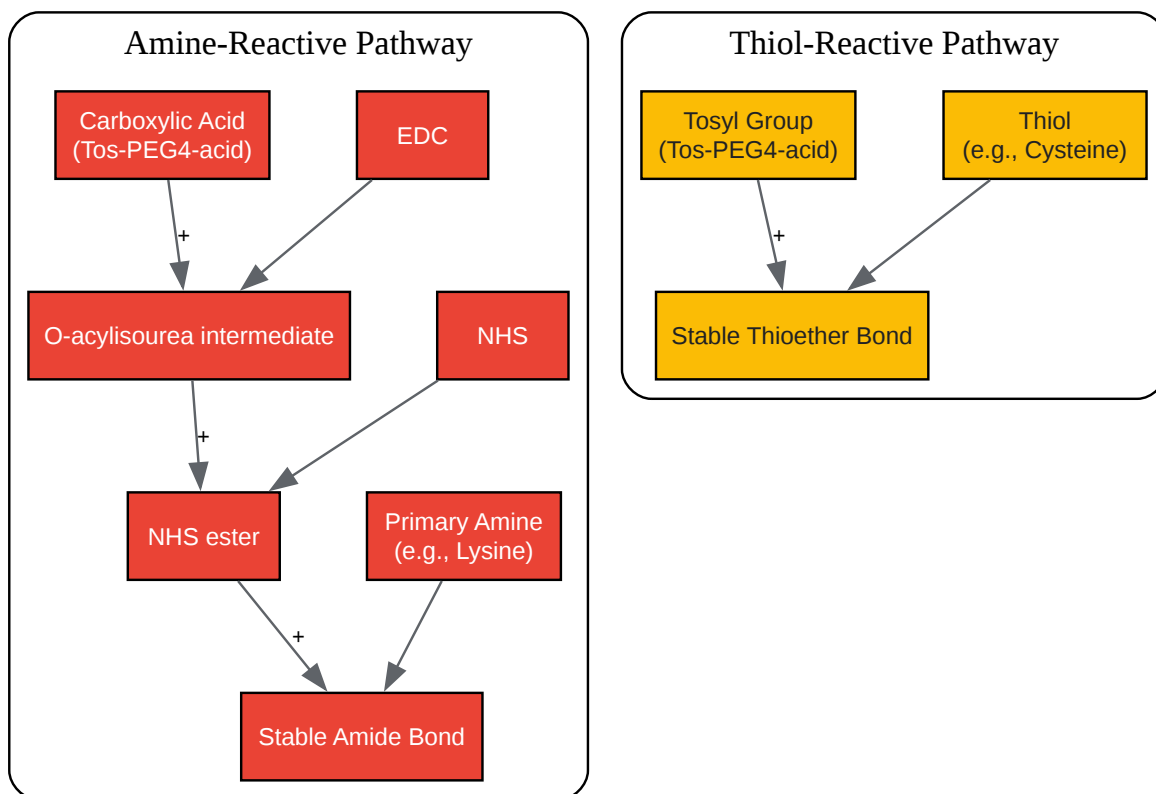 Amine-Reactive Pathway
Carboxylic Acid
(Tos-PEG4-acid)
EDC
+
O-acylisourea intermediate
NHS
+
NHS ester
Primary Amine
(e.g., Lysine)
+
Stable Amide Bond
Thiol-Reactive Pathway
Tosyl Group
(Tos-PEG4-acid)
Thiol
(e.g., Cysteine)
+
Stable Thioether Bond